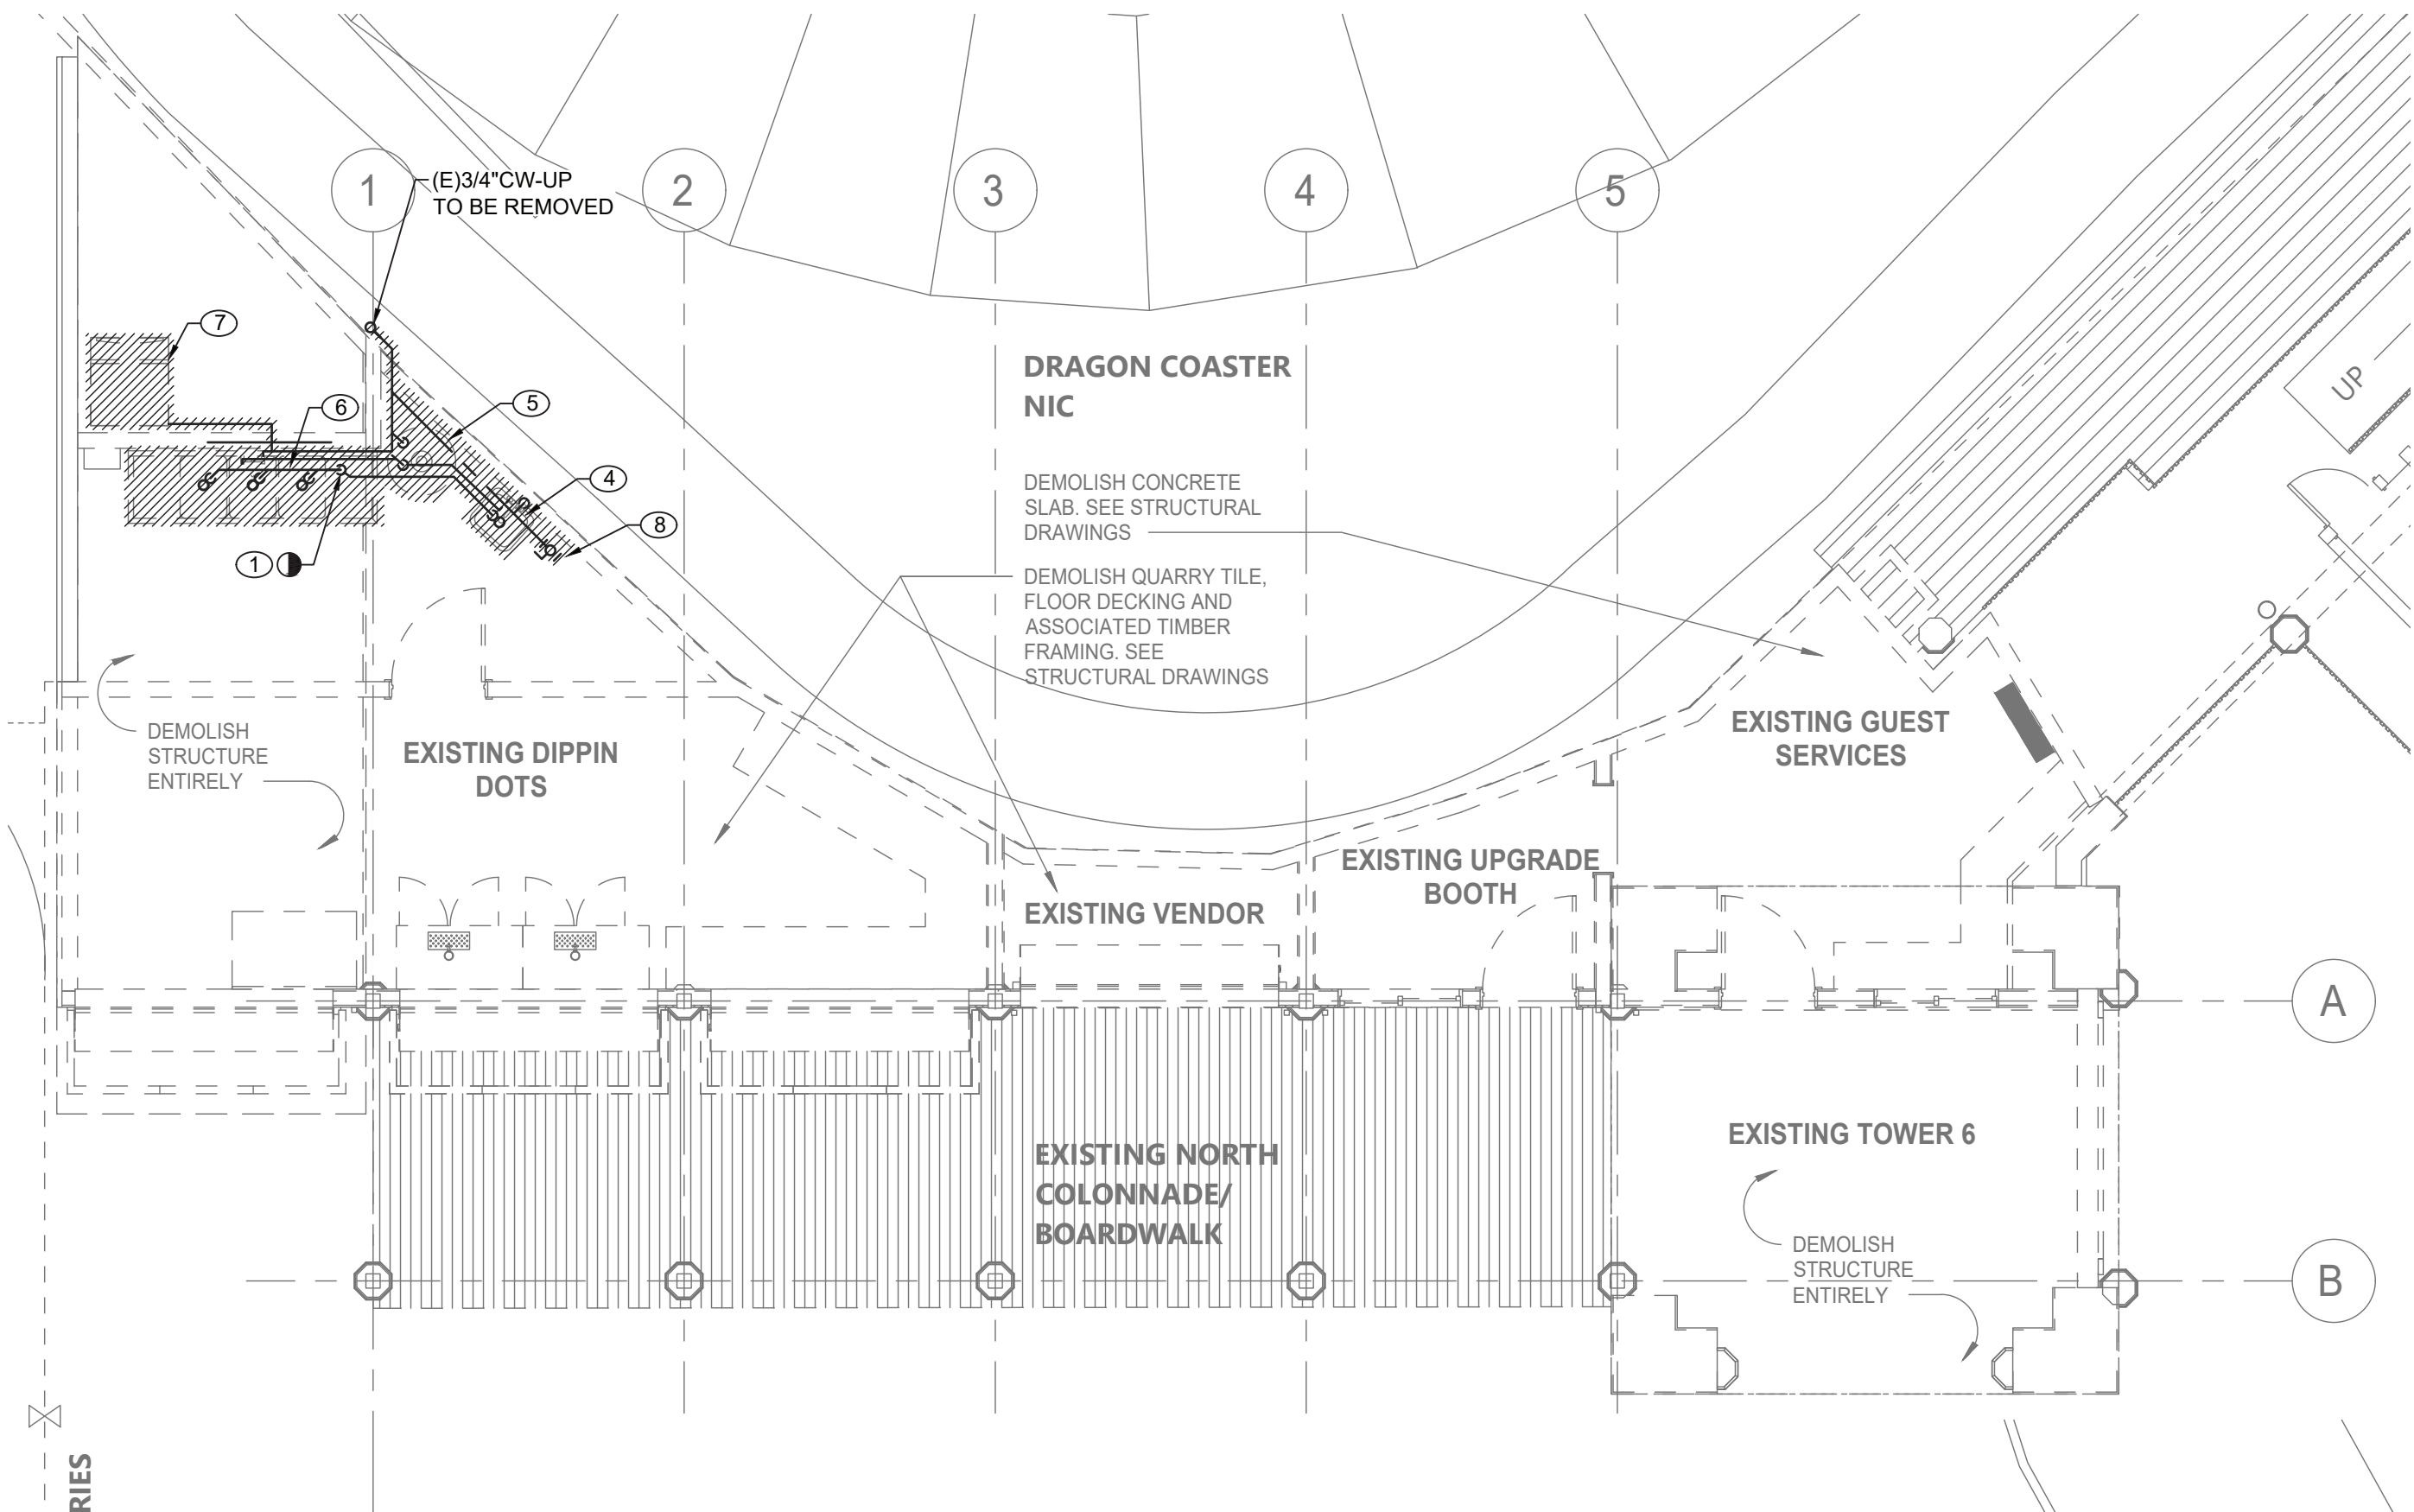 1
2
3
4
5
(E)3/4"CW-UP
TO BE REMOVED
7
6
5
4
8
1
DRAGON COASTER
NIC
UP
DEMOLISH CONCRETE
SLAB. SEE STRUCTURAL
DRAWINGS
DEMOLISH QUARRY TILE,
FLOOR DECKING AND
ASSOCIATED TIMBER
FRAMING. SEE
STRUCTURAL DRAWINGS
DEMOLISH
STRUCTURE
ENTIRELY
EXISTING DIPPIN
DOTS
EXISTING GUEST
SERVICES
EXISTING UPGRADE
BOOTH
EXISTING VENDOR
A
EXISTING NORTH
COLONNADE/
BOARDWALK
EXISTING TOWER 6
DEMOLISH
STRUCTURE
ENTIRELY
B
RIES